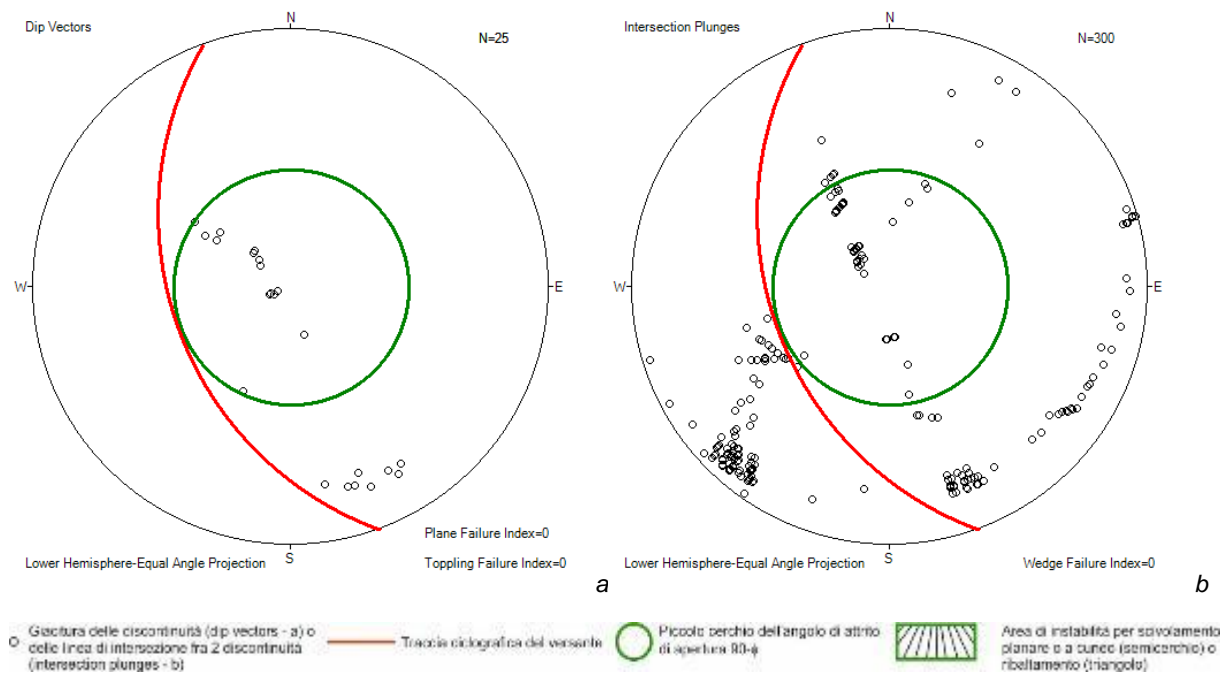 Dip Vectors
N
N=25
W
E
S
Plane Failure Index=0
Lower Hemisphere-Equal Angle Projection
Toppling Failure Index=0
a
Intersection Plunges
N
N=300
W
E
S
Lower Hemisphere-Equal Angle Projection
Wedge Failure Index=0
b
Giacitura delle discontinuità (dip vectors - a) o
delle linea di intersezione fra 2 discontinuità
(intersection plunges - b)
Traccia ciclografica del versante
Piccolo cerchio dell'angolo di attrito
di apertura 90-ϕ
Area di instabilità per scivolamento
planare o a cuneo (semicerchio) o
ribaltamento (triangolo)